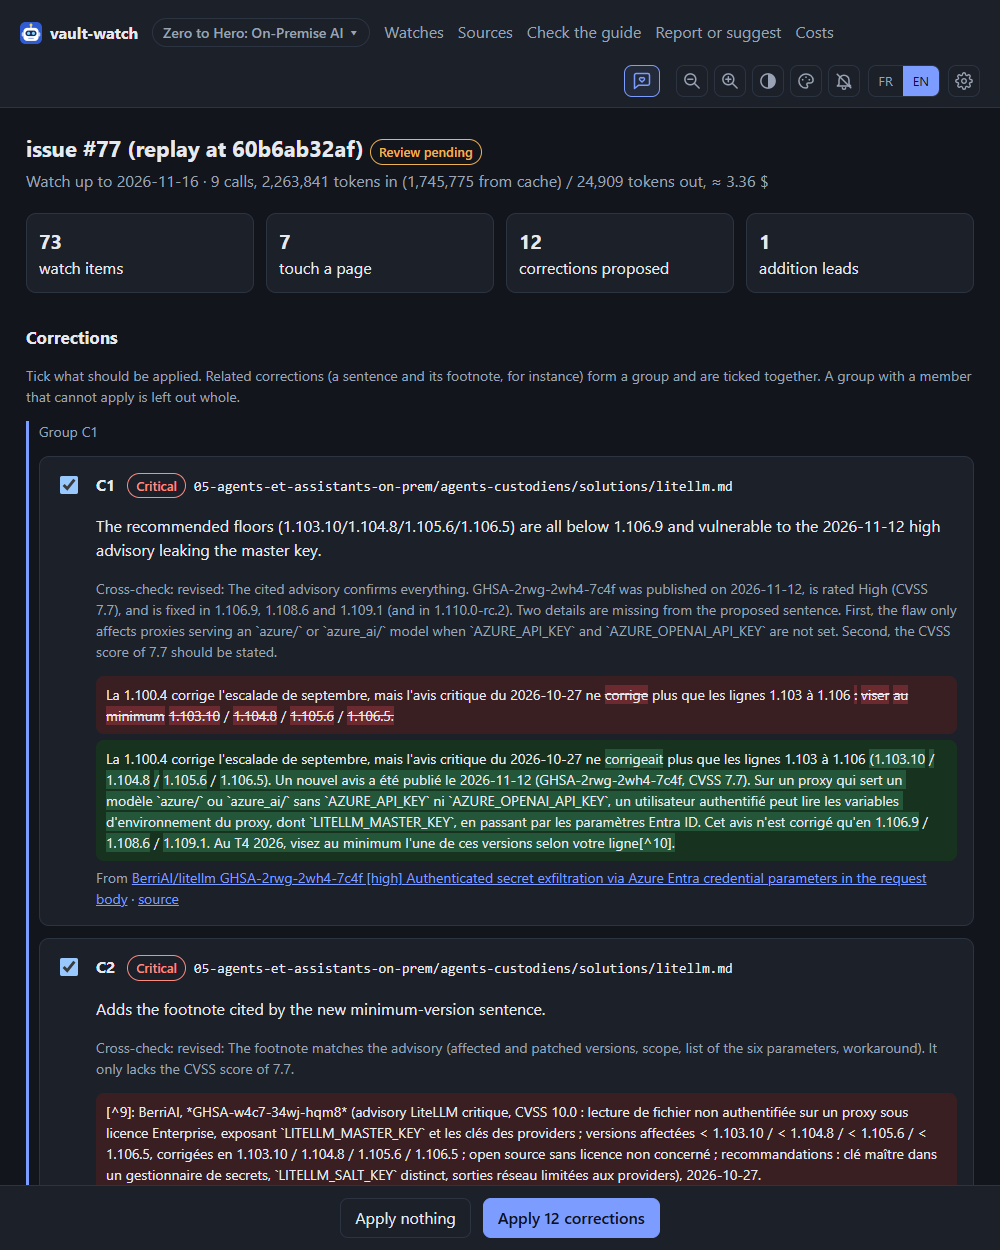 vault-watch
Zero to Hero: On-Premise AI
Watches
Sources
Check the guide
Report or suggest
Costs
FR
EN
issue #77 (replay at 60b6ab32af)
Review pending
Watch up to 2026-11-16 · 9 calls, 2,263,841 tokens in (1,745,775 from cache) / 24,909 tokens out, ≈ 3.36 $
73
watch items
7
touch a page
12
corrections proposed
1
addition leads
Corrections
Tick what should be applied. Related corrections (a sentence and its footnote, for instance) form a group and are ticked together. A group with a member
that cannot apply is left out whole.
Group C1
C1 Critical 05-agents-et-assistants-on-prem/agents-custodiens/solutions/litellm.md
The recommended floors (1.103.10/1.104.8/1.105.6/1.106.5) are all below 1.106.9 and vulnerable to the 2026-11-12 high
advisory leaking the master key.
Cross-check: revised: The cited advisory confirms everything. GHSA-2rwg-2wh4-7c4f was published on 2026-11-12, is rated High (CVSS
7.7), and is fixed in 1.106.9, 1.108.6 and 1.109.1 (and in 1.110.0-rc.2). Two details are missing from the proposed sentence. First, the flaw only
affects proxies serving an `azure/` or `azure_ai/` model when `AZURE_API_KEY` and `AZURE_OPENAI_API_KEY` are not set. Second, the CVSS
score of 7.7 should be stated.
La 1.100.4 corrige l'escalade de septembre, mais l'avis critique du 2026-10-27 ne corrige plus que les lignes 1.103 à 1.106 : viser au
minimum 1.103.10 / 1.104.8 / 1.105.6 / 1.106.5.
La 1.100.4 corrige l'escalade de septembre, mais l'avis critique du 2026-10-27 ne corrigeait plus que les lignes 1.103 à 1.106 (1.103.10 /
1.104.8 / 1.105.6 / 1.106.5). Un nouvel avis a été publié le 2026-11-12 (GHSA-2rwg-2wh4-7c4f, CVSS 7.7). Sur un proxy qui sert un
modèle `azure/` ou `azure_ai/` sans `AZURE_API_KEY` ni `AZURE_OPENAI_API_KEY`, un utilisateur authentifié peut lire les variables
d'environnement du proxy, dont `LITELLM_MASTER_KEY`, en passant par les paramètres Entra ID. Cet avis n'est corrigé qu'en 1.106.9 /
1.108.6 / 1.109.1. Au T4 2026, visez au minimum l'une de ces versions selon votre ligne[^10].
From BerriAI/litellm GHSA-2rwg-2wh4-7c4f [high] Authenticated secret exfiltration via Azure Entra credential parameters in the request
body · source
C2 Critical 05-agents-et-assistants-on-prem/agents-custodiens/solutions/litellm.md
Adds the footnote cited by the new minimum-version sentence.
Cross-check: revised: The footnote matches the advisory (affected and patched versions, scope, list of the six parameters, workaround). It
only lacks the CVSS score of 7.7.
[^9]: BerriAI, *GHSA-w4c7-34wj-hqm8* (advisory LiteLLM critique, CVSS 10.0 : lecture de fichier non authentifiée sur un proxy sous
licence Enterprise, exposant `LITELLM_MASTER_KEY` et les clés des providers ; versions affectées < 1.103.10 / < 1.104.8 / < 1.105.6 / <
1.106.5, corrigées en 1.103.10 / 1.104.8 / 1.105.6 / 1.106.5 ; open source sans licence non concerné ; recommandations : clé maître dans
un gestionnaire de secrets, `LITELLM_SALT_KEY` distinct, sorties réseau limitées aux providers), 2026-10-27.
Apply nothing
Apply 12 corrections